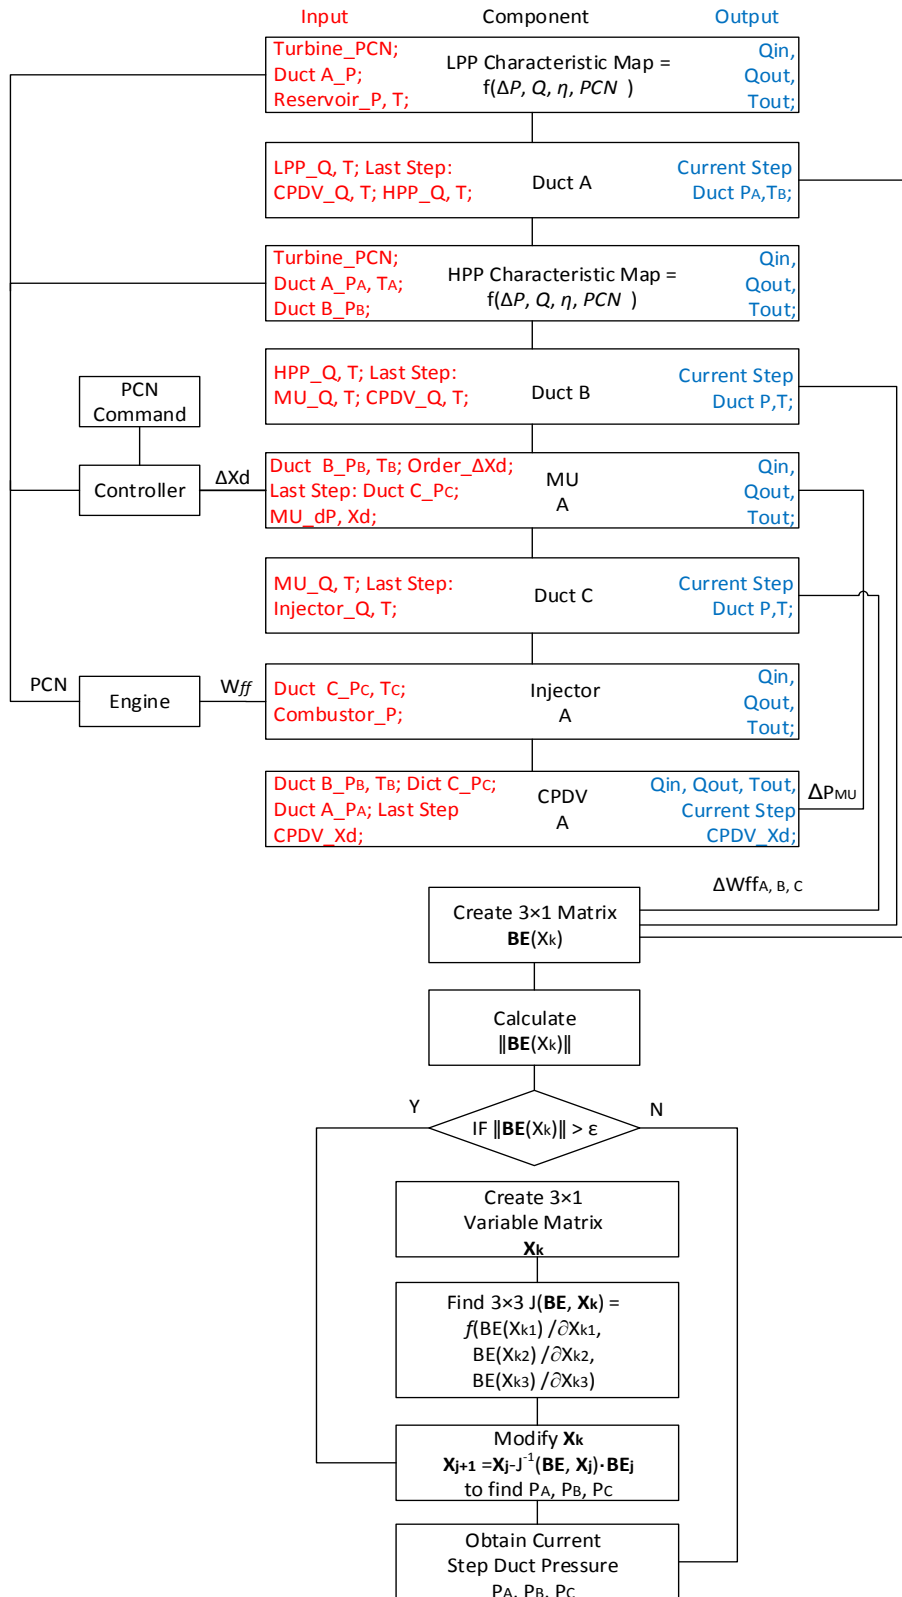 Input Component Output
Turbine_PCN;
Duct A_P;
Reservoir_P, T;
LPP Characteristic Map =
f(ΔP, Q, η, PCN )
Qin,
Qout,
Tout;
LPP_Q, T; Last Step:
CPDV_Q, T; HPP_Q, T;
Duct A
Current Step
Duct PA,TB;
Turbine_PCN;
Duct A_PA, TA;
Duct B_PB;
HPP Characteristic Map =
f(ΔP, Q, η, PCN )
Qin,
Qout,
Tout;
HPP_Q, T; Last Step:
MU_Q, T; CPDV_Q, T;
Duct B
Current Step
Duct P,T;
PCN
Command
Controller
ΔXd
Duct B_PB, TB; Order_ΔXd;
Last Step: Duct C_PC;
MU_dP, Xd;
MU
A
Qin,
Qout,
Tout;
MU_Q, T; Last Step:
Injector_Q, T;
Duct C
Current Step
Duct P,T;
PCN
Engine
Wff
Duct C_PC, TC;
Combustor_P;
Injector
A
Qin,
Qout,
Tout;
Duct B_PB, TB; Dict C_PC;
Duct A_PA; Last Step
CPDV_Xd;
CPDV
A
Qin, Qout, Tout,
Current Step
CPDV_Xd;
ΔPMU
ΔWffA, B, C
Create 3×1 Matrix
BE(Xk)
Calculate
‖BE(Xk)‖
Y
N
IF ‖BE(Xk)‖ > ε
Create 3×1
Variable Matrix
Xk
Find 3×3 J(BE, Xk) =
f(BE(Xk1) /∂Xk1,
BE(Xk2) /∂Xk2,
BE(Xk3) /∂Xk3)
Modify Xk
Xj+1 =Xj-J⁻¹(BE, Xj)·BEj
to find PA, PB, PC
Obtain Current
Step Duct Pressure
PA, PB, PC